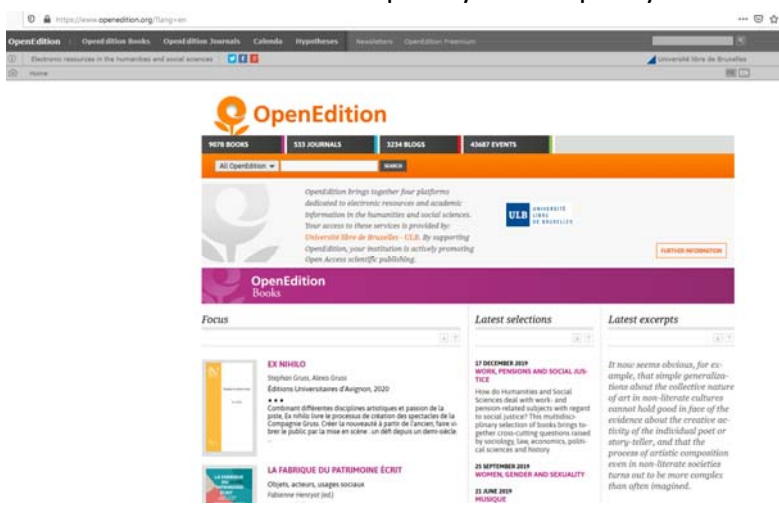 https://www.openedition.org/?lang=en
OpenEdition OpenEdition Books OpenEdition Journals Calenda Hypotheses Newsletters OpenEdition Freemium
Electronic resources in the humanities and social sciences
Université libre de Bruxelles
Home
FR EN
OpenEdition
9078 BOOKS 533 JOURNALS 3234 BLOGS 43687 EVENTS
All OpenEdition SEARCH
OpenEdition brings together four platforms
dedicated to electronic resources and academic
information in the humanities and social sciences.
Your access to these services is provided by:
Université libre de Bruxelles - ULB. By supporting
OpenEdition, your institution is actively promoting
Open Access scientific publishing.
ULB UNIVERSITÉ
LIBRE
DE BRUXELLES
FURTHER INFORMATION
OpenEdition
Books
Focus
EX NIHILO
Stephan Gruss, Alexis Gruss
Éditions Universitaires d'Avignon, 2020
•••
Combinant différentes disciplines artistiques et passion de la
piste, Ex nihilo livre le processus de création des spectacles de la
Compagnie Gruss. Créer la nouveauté à partir de l'ancien, faire vi-
brer le public par la mise en scène : un défi depuis un demi-siècle.
...
LA FABRIQUE
DU
PATRIMOINE
ÉCRIT
LA FABRIQUE DU PATRIMOINE ÉCRIT
Objets, acteurs, usages sociaux
Fabienne Henryot (ed.)
Latest selections
17 DECEMBER 2019
WORK, PENSIONS AND SOCIAL JUS-
TICE
How do Humanities and Social
Sciences deal with work- and
pension-related subjects with regard
to social justice? This multidisci-
plinary selection of books brings to-
gether cross-cutting questions raised
by sociology, law, economics, politi-
cal sciences and history
25 SEPTEMBER 2019
WOMEN, GENDER AND SEXUALITY
21 JUNE 2019
MUSIQUE
Latest excerpts
It now seems obvious, for ex-
ample, that simple generaliza-
tions about the collective nature
of art in non-literate cultures
cannot hold good in face of the
evidence about the creative ac-
tivity of the individual poet or
story-teller, and that the
process of artistic composition
even in non-literate societies
turns out to be more complex
than often imagined.